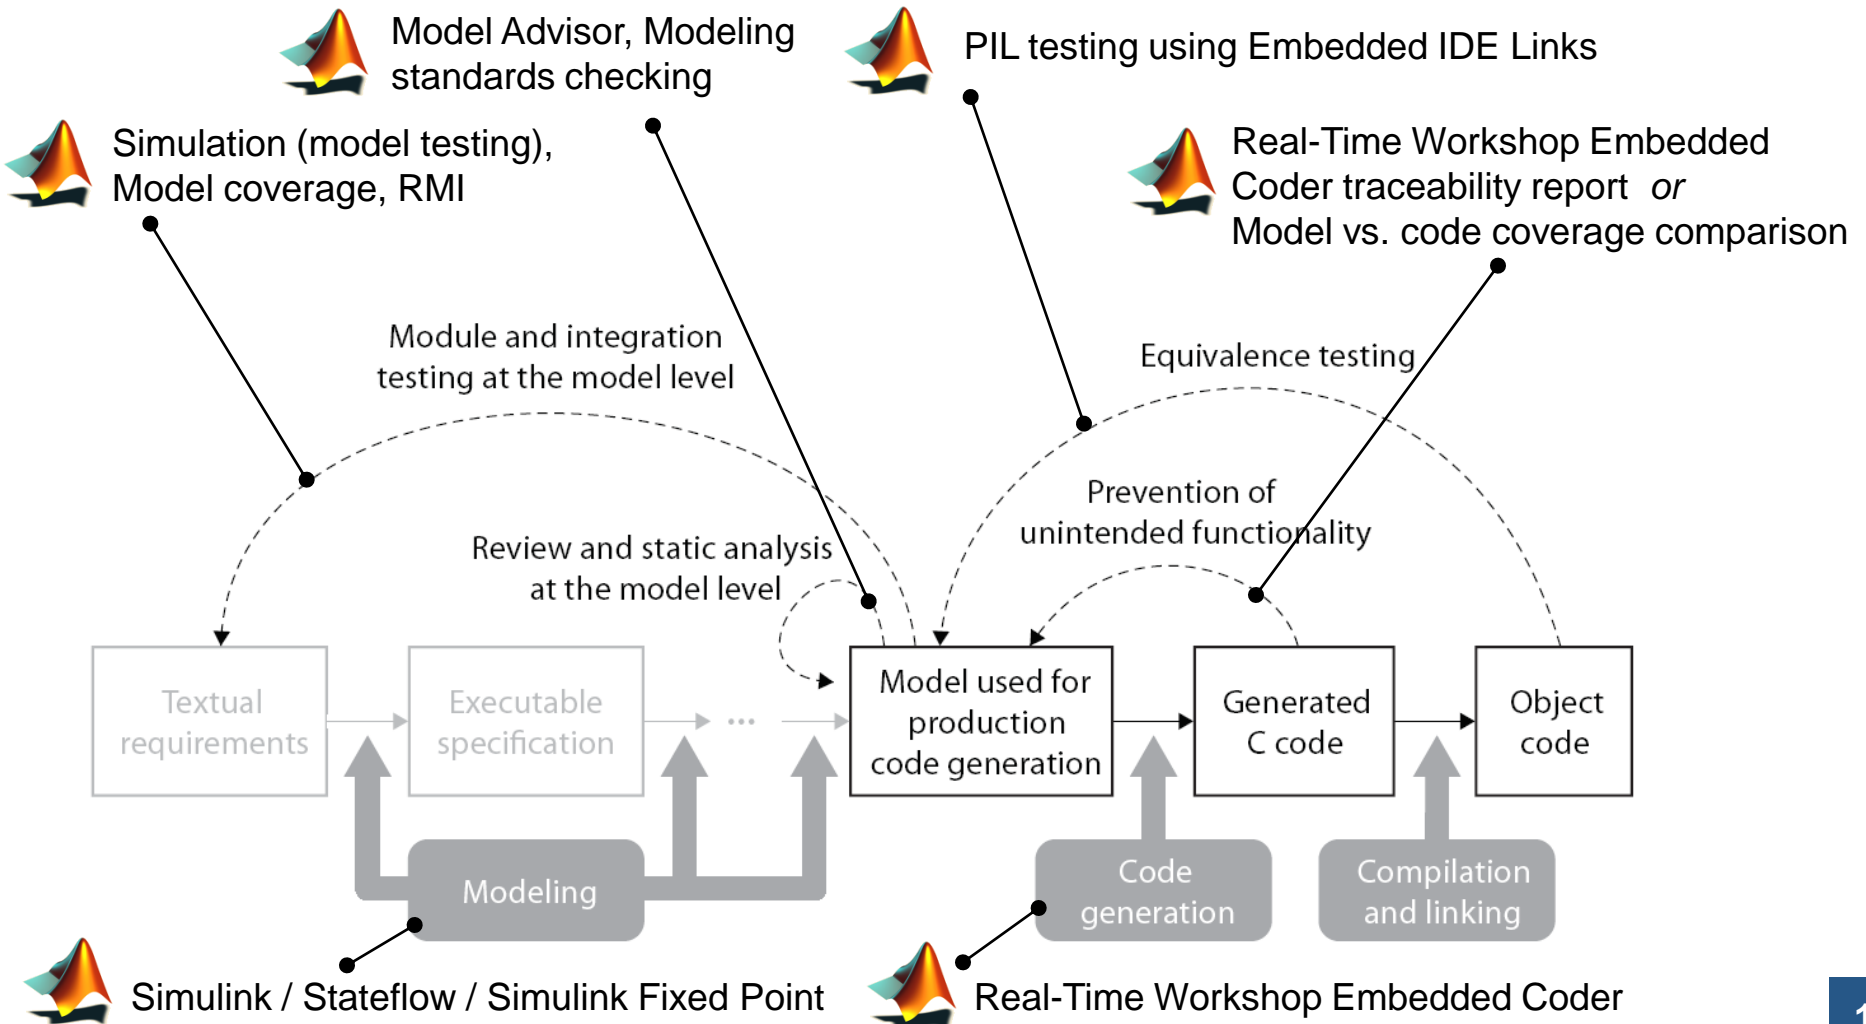 Model Advisor, Modeling
standards checking
PIL testing using Embedded IDE Links
Simulation (model testing),
Model coverage, RMI
Real-Time Workshop Embedded
Coder traceability report or
Model vs. code coverage comparison
Module and integration
testing at the model level
Equivalence testing
Prevention of
unintended functionality
Review and static analysis
at the model level
Textual
requirements
Executable
specification
...
Model used for
production
code generation
Generated
C code
Object
code
Modeling
Code
generation
Compilation
and linking
Simulink / Stateflow / Simulink Fixed Point
Real-Time Workshop Embedded Coder